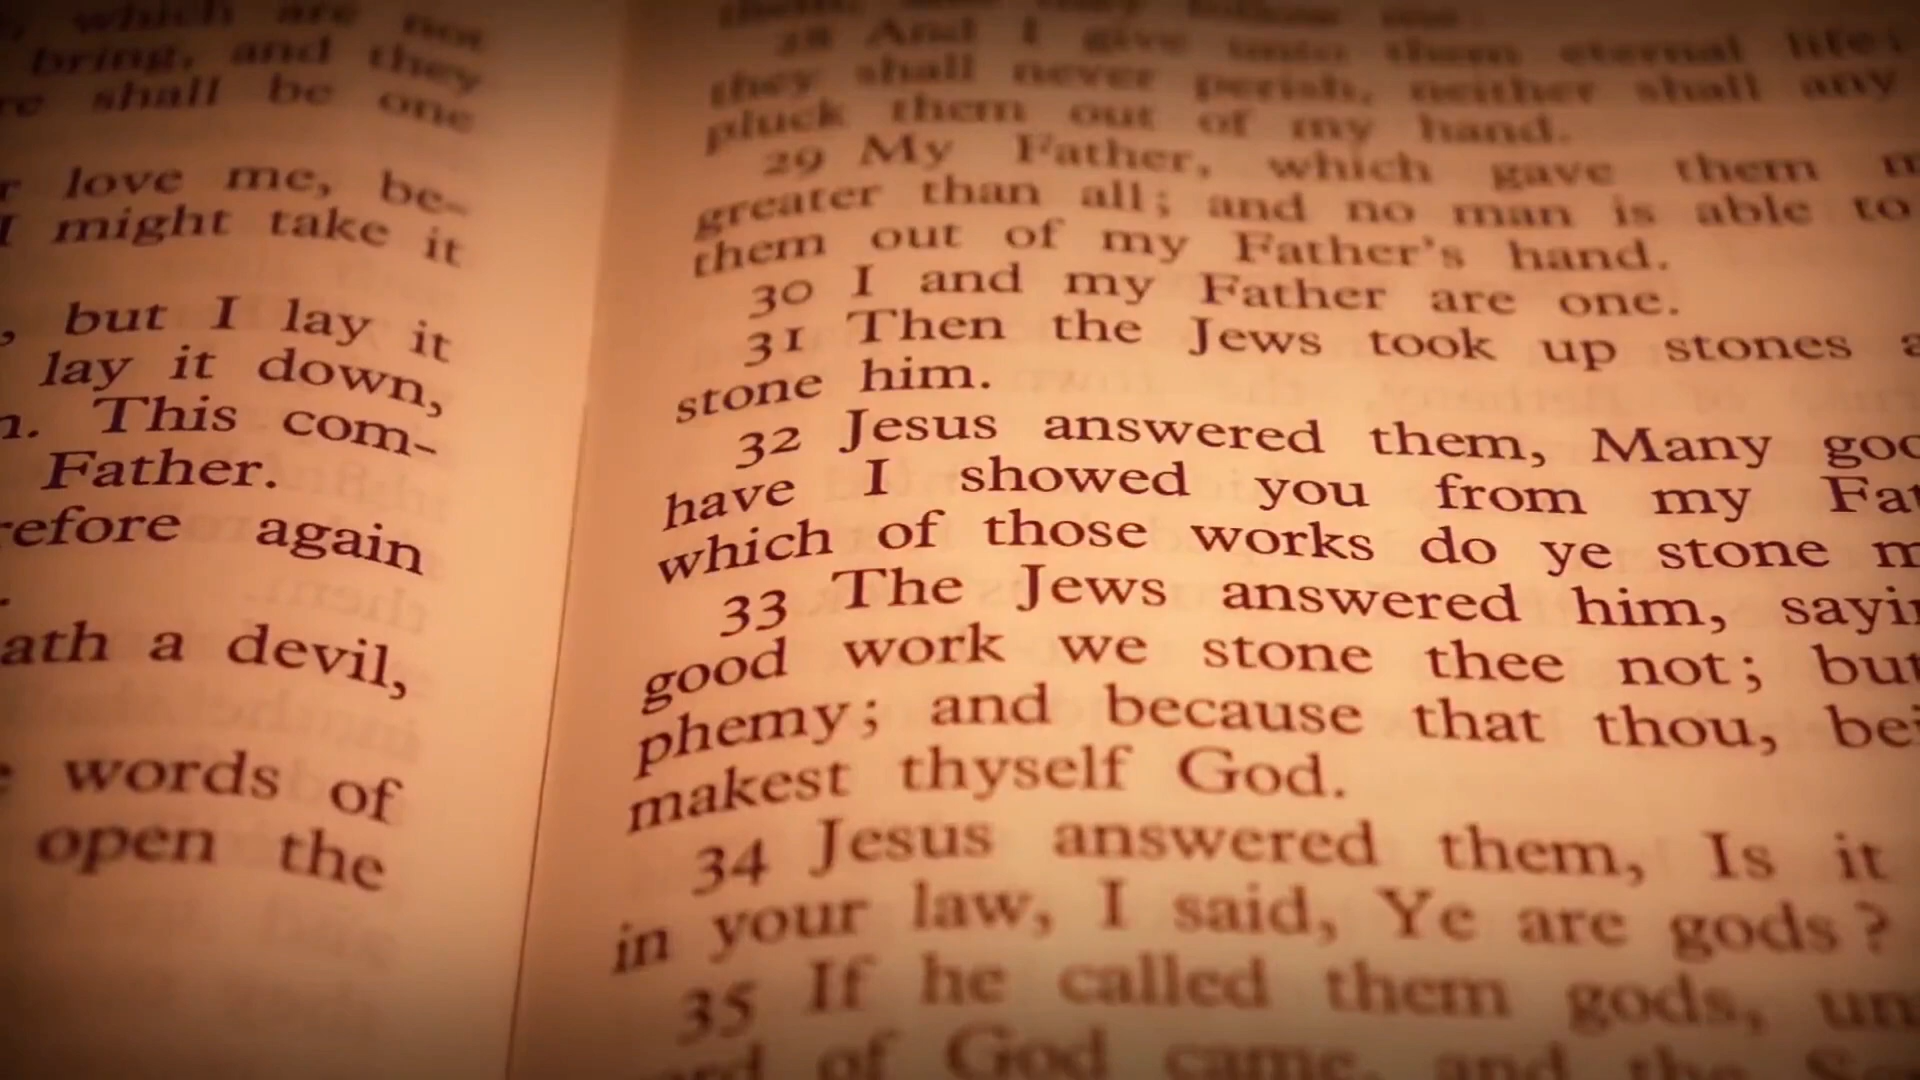 which are not
bring, and they
shall be one
love me, be-
I might take it
, but I lay it
lay it down,
. This com-
Father.
again
a devil,
words of
open the
28 And I give unto them eternal life;
they shall never perish, neither shall any
pluck them out of my hand.
29 My Father, which gave them
greater than all; and no man is able to
them out of my Father's hand.
30 I and my Father are one.
31 Then the Jews took up stones
stone him.
32 Jesus answered them, Many
have I showed you from my
which of those works do ye stone
33 The Jews answered him,
good work we stone thee not; but
phemy; and because that thou,
makest thyself God.
34 Jesus answered them, Is it
in your law, I said, Ye are gods?
35 If he called them gods,
of God came, and the